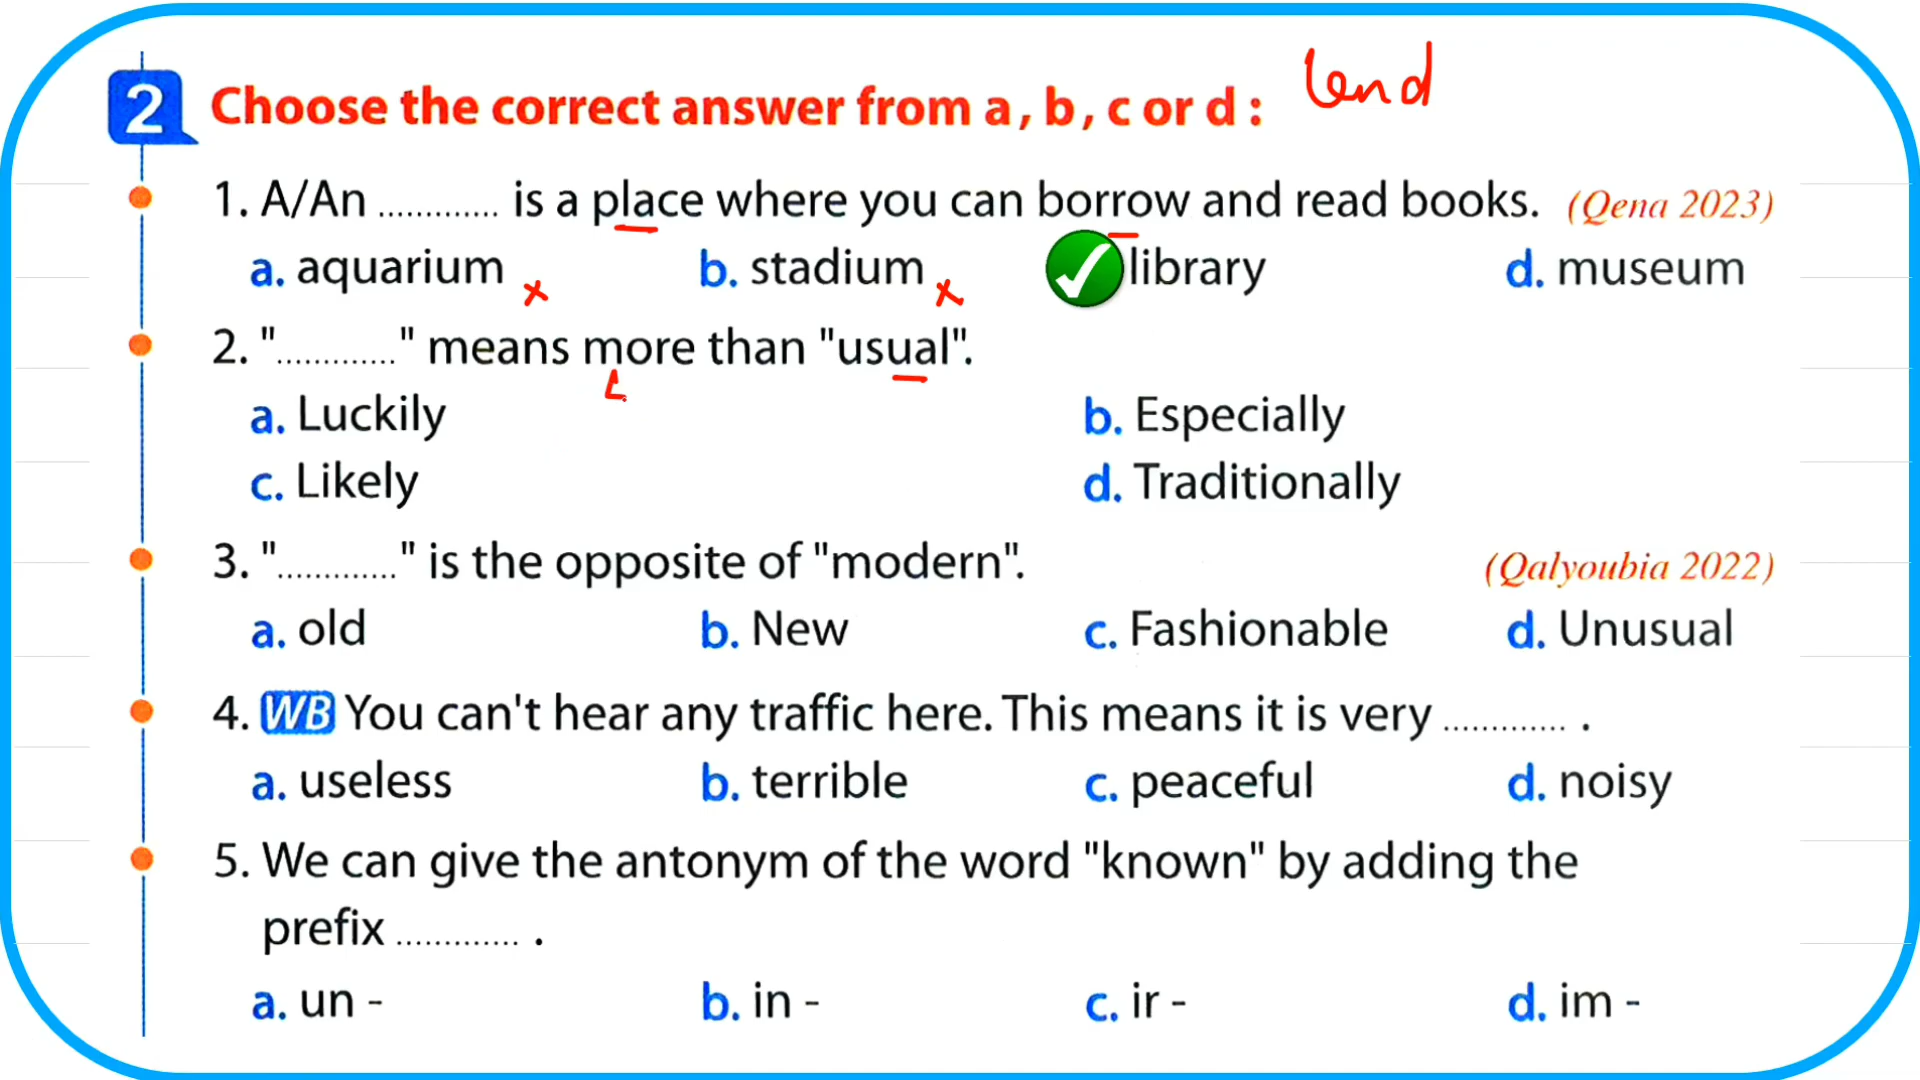 2 Choose the correct answer from a, b, c or d : lend
1. A/An ............. is a place where you can borrow and read books. (Qena 2023)
a. aquarium x b. stadium x library d. museum
2. "............." means more than "usual".
a. Luckily b. Especially
c. Likely d. Traditionally
3. "............." is the opposite of "modern". (Qalyoubia 2022)
a. old b. New c. Fashionable d. Unusual
4. WB You can't hear any traffic here. This means it is very ............. .
a. useless b. terrible c. peaceful d. noisy
5. We can give the antonym of the word "known" by adding the
prefix ............. .
a. un - b. in - c. ir - d. im -